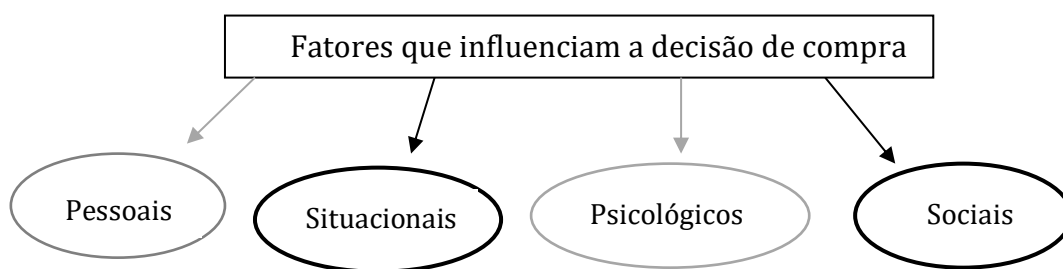 Fatores que influenciam a decisão de compra
Pessoais
Situacionais
Psicológicos
Sociais